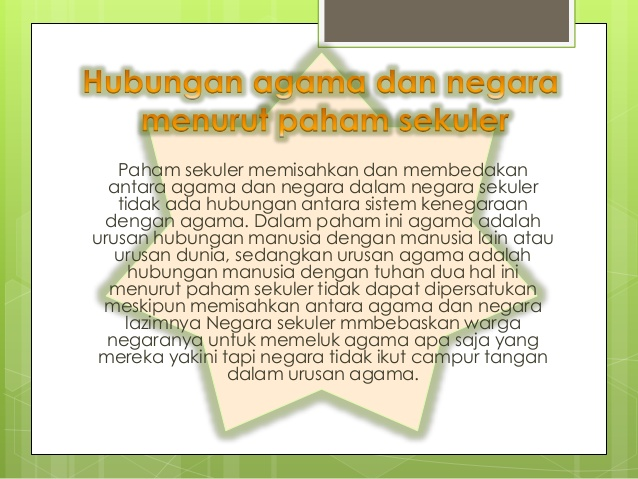 Hubungan agama dan negara
menurut paham sekuler
Paham sekuler memisahkan dan membedakan
antara agama dan negara dalam negara sekuler
tidak ada hubungan antara sistem kenegaraan
dengan agama. Dalam paham ini agama adalah
urusan hubungan manusia dengan manusia lain atau
urusan dunia, sedangkan urusan agama adalah
hubungan manusia dengan tuhan dua hal ini
menurut paham sekuler tidak dapat dipersatukan
meskipun memisahkan antara agama dan negara
lazimnya Negara sekuler mmbebaskan warga
negaranya untuk memeluk agama apa saja yang
mereka yakini tapi negara tidak ikut campur tangan
dalam urusan agama.